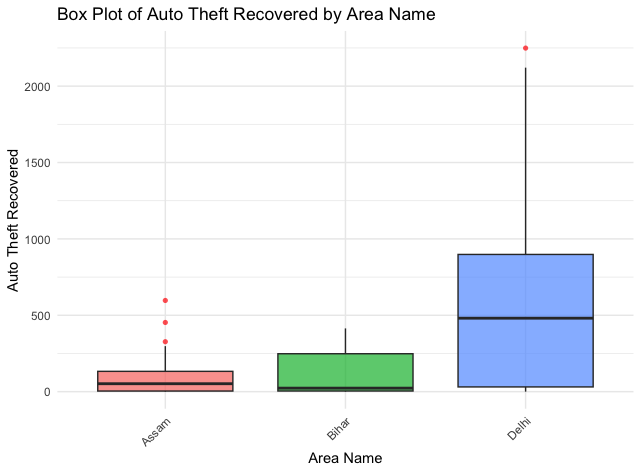 Box Plot of Auto Theft Recovered by Area Name
Auto Theft Recovered
2000
1500
1000
500
0
Assam
Bihar
Delhi
Area Name